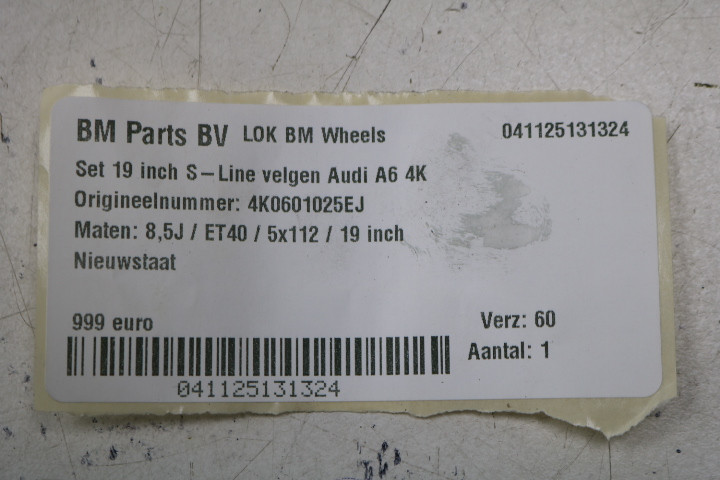 BM Parts BV LOK BM Wheels 041125131324
Set 19 inch S-Line velgen Audi A6 4K
Origineelnummer: 4K0601025EJ
Maten: 8,5J / ET40 / 5x112 / 19 inch
Nieuwstaat
999 euro Verz: 60
Aantal: 1
041125131324